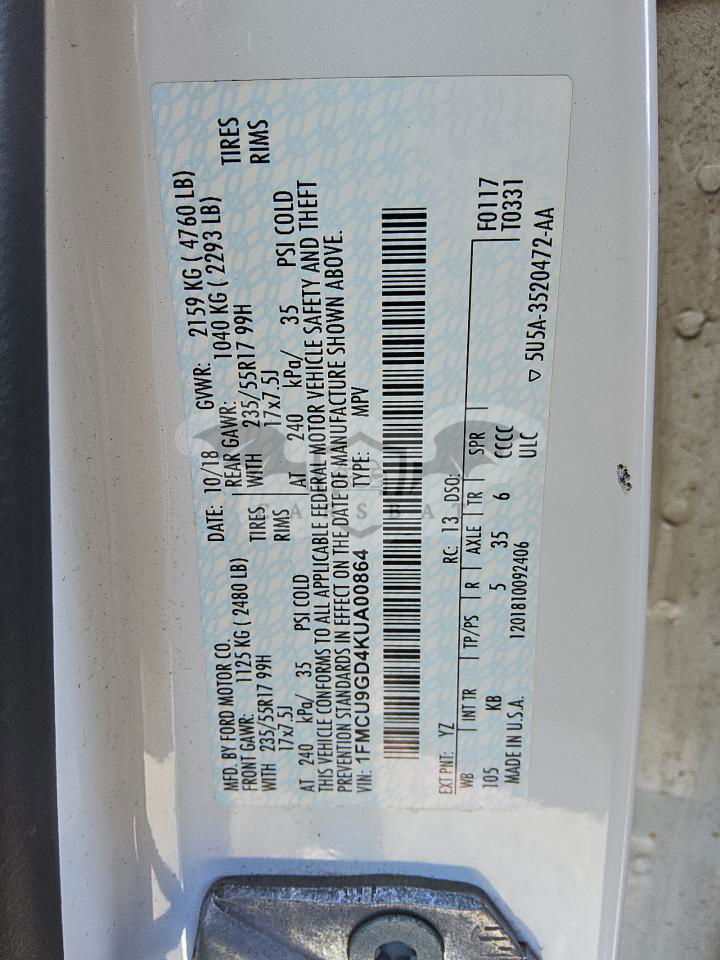 MFD. BY FORD MOTOR CO.
DATE: 10/18 GVWR: 2159 KG ( 4760 LB)
FRONT GAWR: 1125 KG ( 2480 LB) REAR GAWR: 1040 KG ( 2293 LB)
WITH 235/55R17 99H TIRES WITH 235/55R17 99H TIRES
17x7.5J RIMS 17x7.5J RIMS
AT 240 kPa/ 35 PSI COLD AT 240 kPa/ 35 PSI COLD
THIS VEHICLE CONFORMS TO ALL APPLICABLE FEDERAL MOTOR VEHICLE SAFETY AND THEFT
PREVENTION STANDARDS IN EFFECT ON THE DATE OF MANUFACTURE SHOWN ABOVE.
VIN: 1FMCU9GD4KUA00864 TYPE: MPV
EXT PNT: YZ RC: 13 DSO:
WB INT TR TP/PS R AXLE TR SPR F0117
105 KB 5 35 6 CCCC T0331
MADE IN U.S.A. 1201810092406 ULC
▽ 5U5A-3520472-AA
CARSBAT